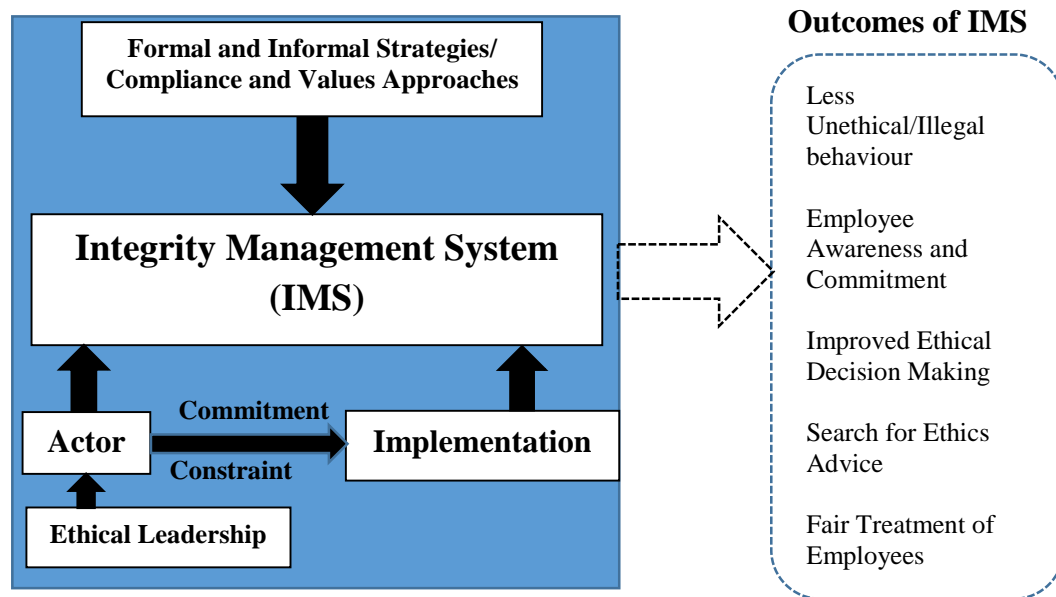 Formal and Informal Strategies/
Compliance and Values Approaches
Integrity Management System
(IMS)
Commitment
Actor
Implementation
Constraint
Ethical Leadership
Outcomes of IMS
Less
Unethical/Illegal
behaviour
Employee
Awareness and
Commitment
Improved Ethical
Decision Making
Search for Ethics
Advice
Fair Treatment of
Employees